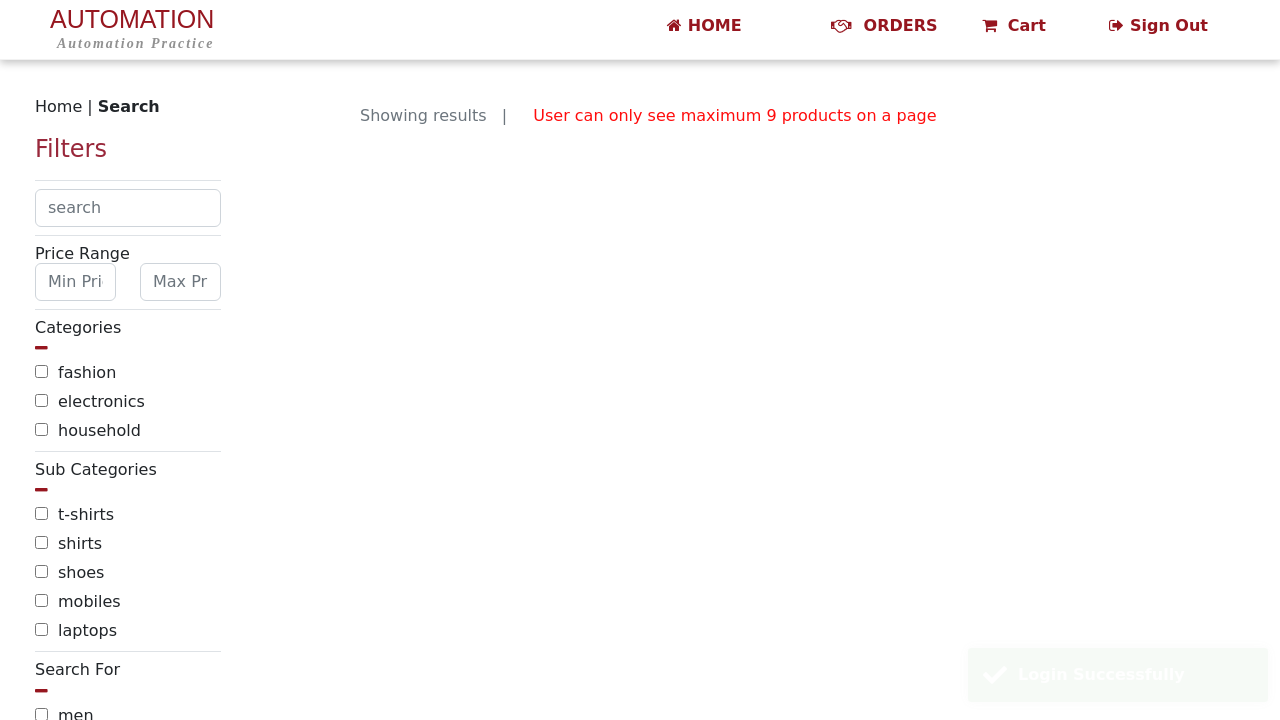 AUTOMATION
Automation Practice
HOME
ORDERS
Cart
Sign Out
Home | Search
Showing results |
User can only see maximum 9 products on a page
Filters
search
Price Range
Min Pri
Max Pr
Categories
fashion
electronics
household
Sub Categories
t-shirts
shirts
shoes
mobiles
laptops
Search For
men
Login Successfully